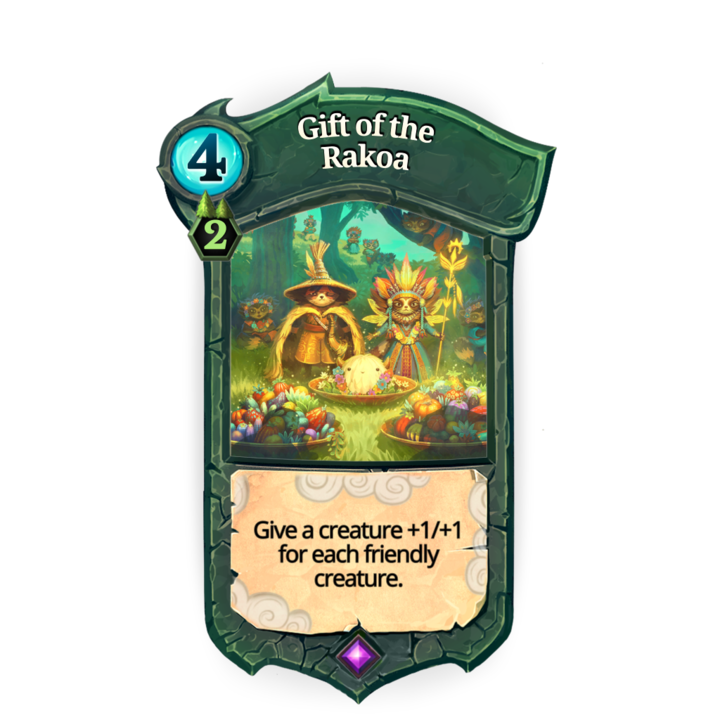 Gift of the
Rakoa
4
2
Give a creature +1/+1
for each friendly
creature.